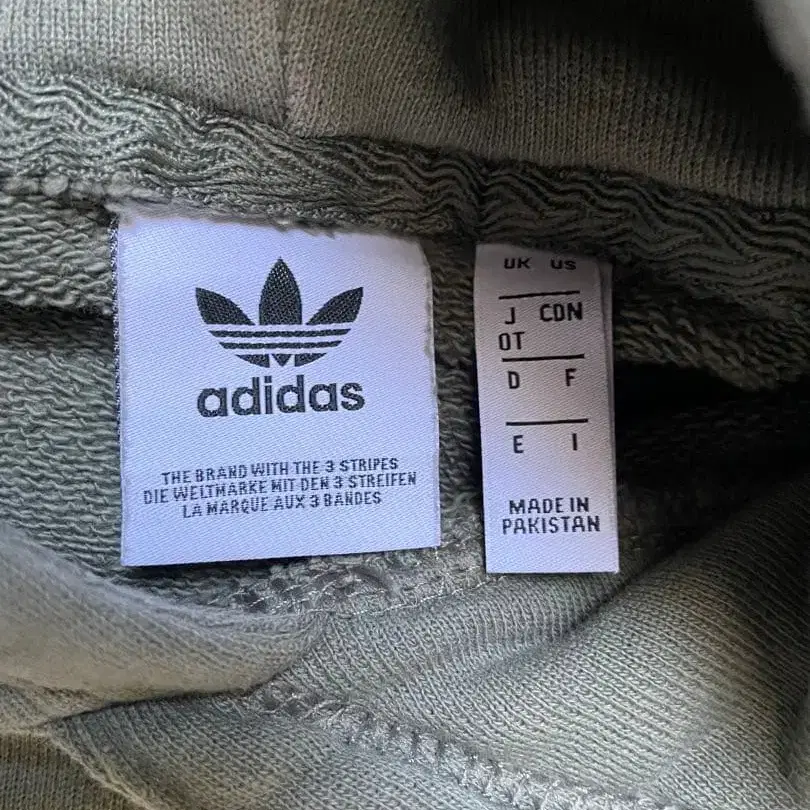 adidas
THE BRAND WITH THE 3 STRIPES
DIE WELTMARKE MIT DEN 3 STREIFEN
LA MARQUE AUX 3 BANDES
UK US
J CDN
OT
D F
E I
MADE IN
PAKISTAN